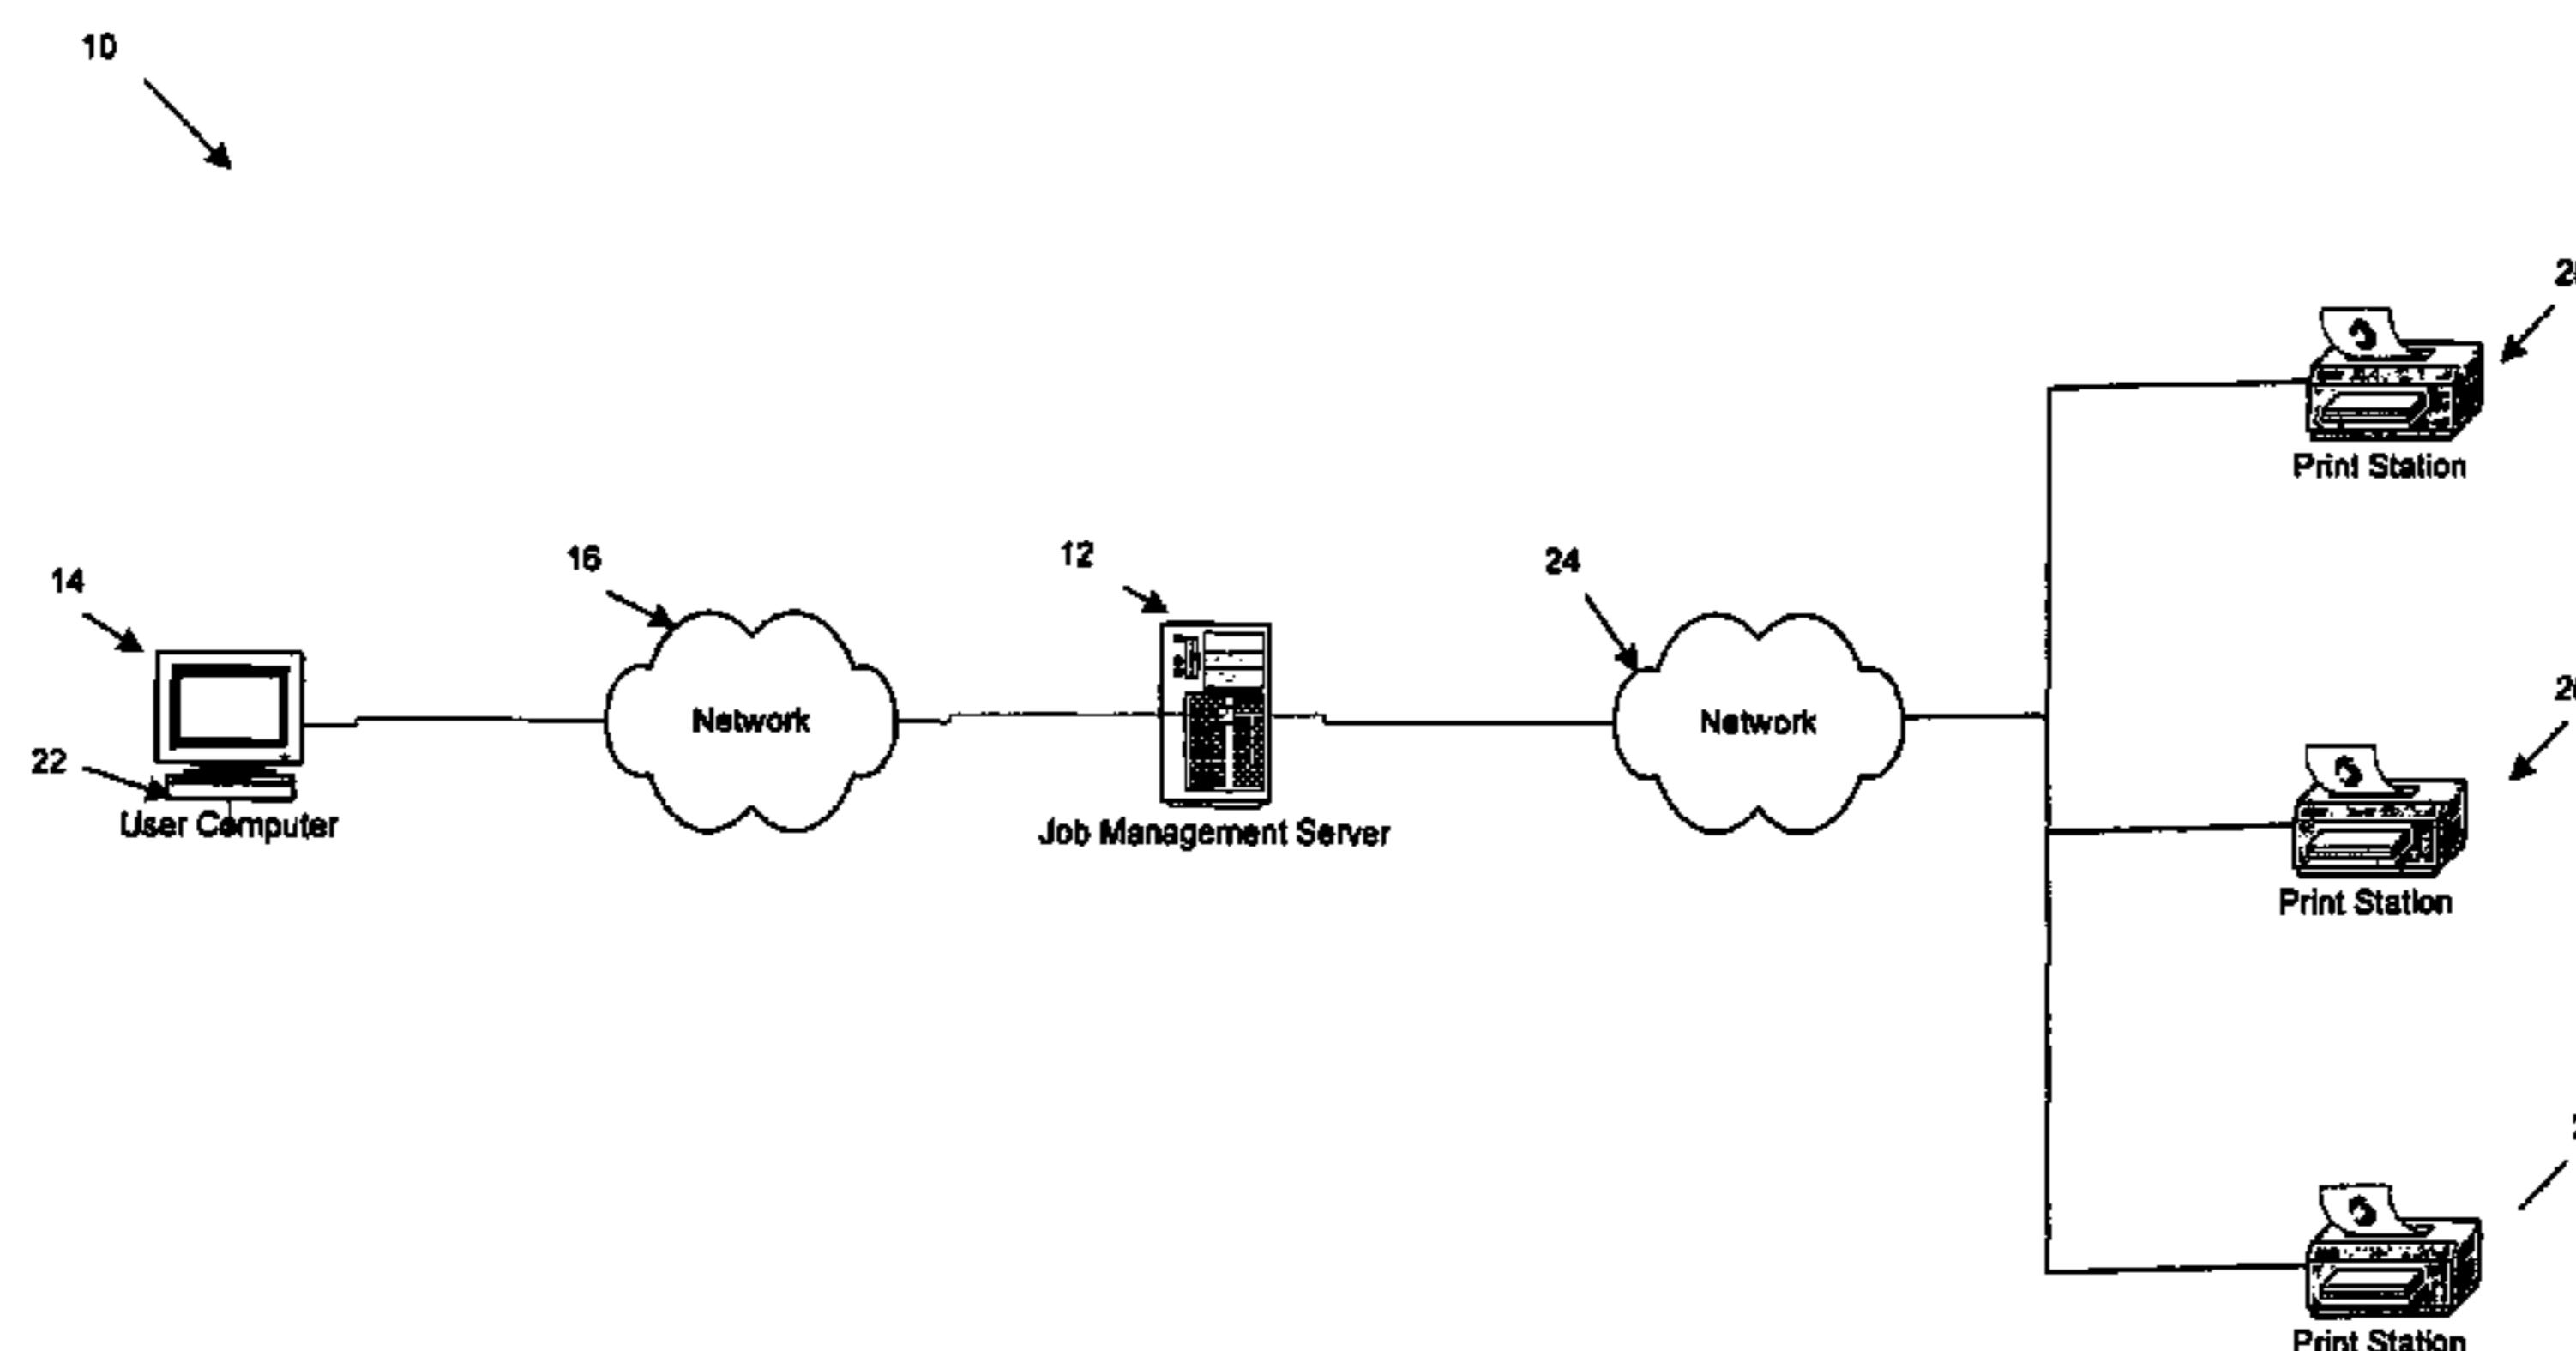 10
Print Station
16
12
24
14
Network
Network
22
User Computer
Job Management Server
Print Station
Print Station